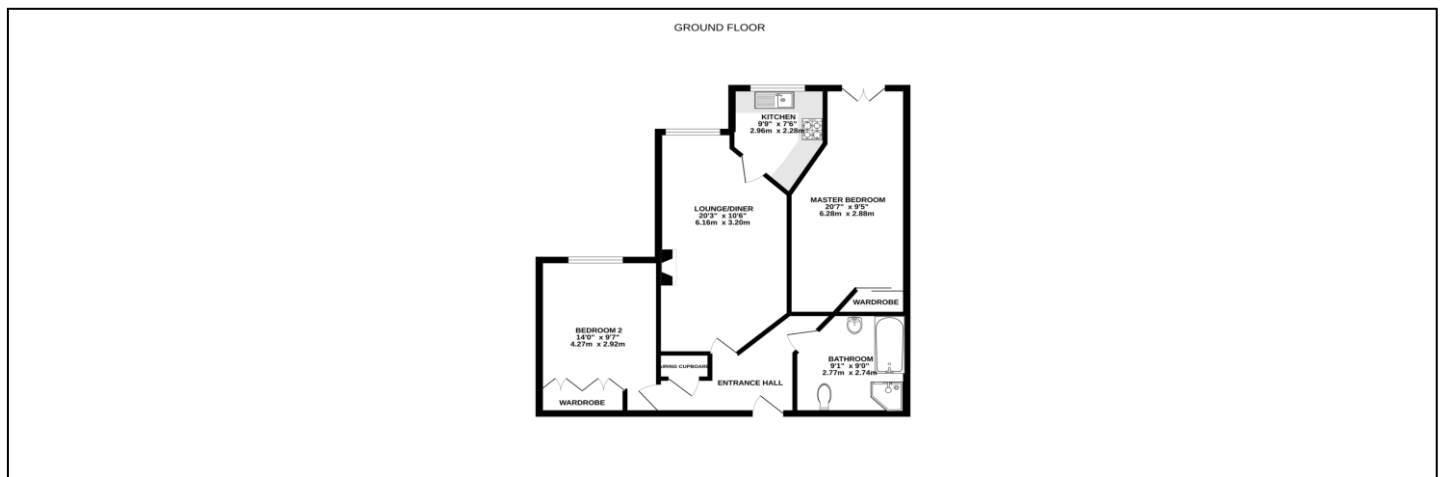 GROUND FLOOR
KITCHEN
9'9" x 7'6"
2.96m x 2.28m
MASTER BEDROOM
20'7" x 9'5"
6.28m x 2.88m
LOUNGE/DINER
20'3" x 10'6"
6.16m x 3.20m
WARDROBE
BEDROOM 2
14'0" x 9'7"
4.27m x 2.92m
BATHROOM
9'1" x 9'0"
2.77m x 2.74m
CUPBOARD
ENTRANCE HALL
WARDROBE